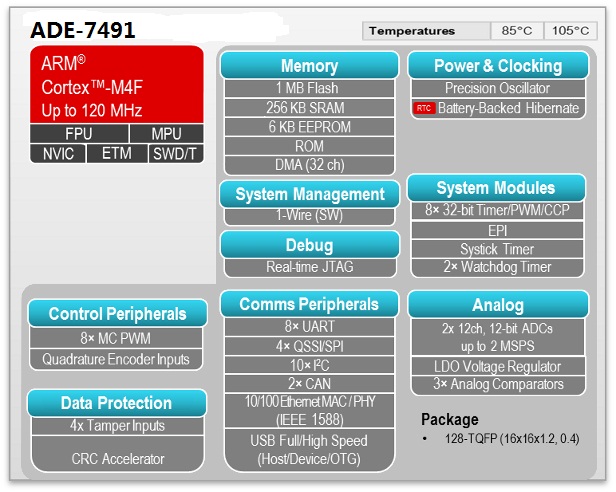 ADE-7491
Temperatures 85°C 105°C
ARM®
Cortex™-M4F
Up to 120 MHz
FPU MPU
NVIC ETM SWD/T
Memory
1 MB Flash
256 KB SRAM
6 KB EEPROM
ROM
DMA (32 ch)
Power & Clocking
Precision Oscillator
RTC Battery-Backed Hibernate
System Management
1-Wire (SW)
Debug
Real-time JTAG
System Modules
8× 32-bit Timer/PWM/CCP
EPI
Systick Timer
2× Watchdog Timer
Control Peripherals
8× MC PWM
Quadrature Encoder Inputs
Data Protection
4x Tamper Inputs
CRC Accelerator
Comms Peripherals
8× UART
4× QSSI/SPI
10× I²C
2× CAN
10/100 Ethernet MAC / PHY
(IEEE 1588)
USB Full/High Speed
(Host/Device/OTG)
Analog
2x 12ch, 12-bit ADCs
up to 2 MSPS
LDO Voltage Regulator
3× Analog Comparators
Package
• 128-TQFP (16x16x1.2, 0.4)